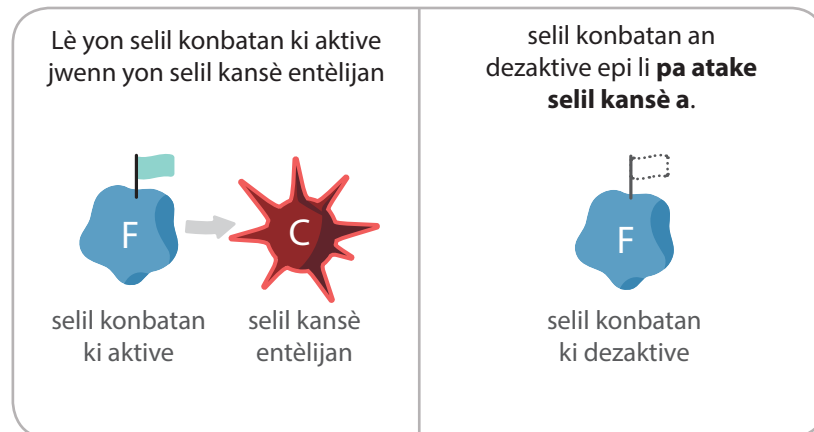 Lè yon selil konbatan ki aktive
jwenn yon selil kansè entèlijan
F
C
selil konbatan
ki aktive
selil kansè
entèlijan
selil konbatan an
dezaktive epi li pa atake
selil kansè a.
F
selil konbatan
ki dezaktive